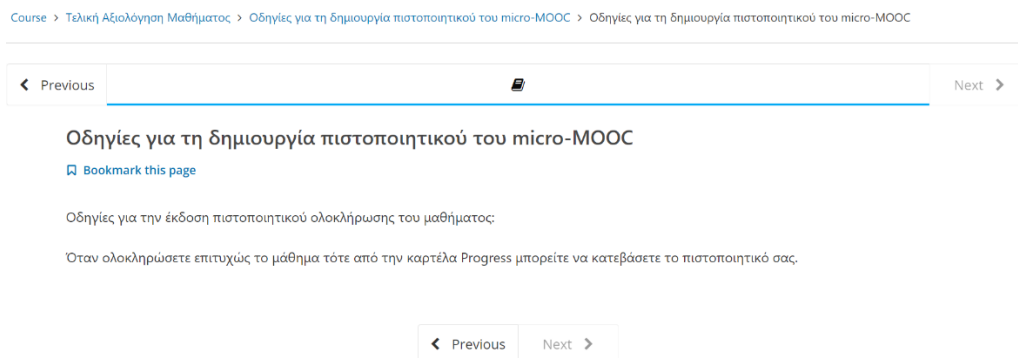 Course > Τελική Αξιολόγηση Μαθήματος > Οδηγίες για τη δημιουργία πιστοποιητικού του micro-MOOC > Οδηγίες για τη δημιουργία πιστοποιητικού του micro-MOOC
Previous
Next
Οδηγίες για τη δημιουργία πιστοποιητικού του micro-MOOC
Bookmark this page
Οδηγίες για την έκδοση πιστοποιητικού ολοκλήρωσης του μαθήματος:
Όταν ολοκληρώσετε επιτυχώς το μάθημα τότε από την καρτέλα Progress μπορείτε να κατεβάσετε το πιστοποιητικό σας.
Previous Next